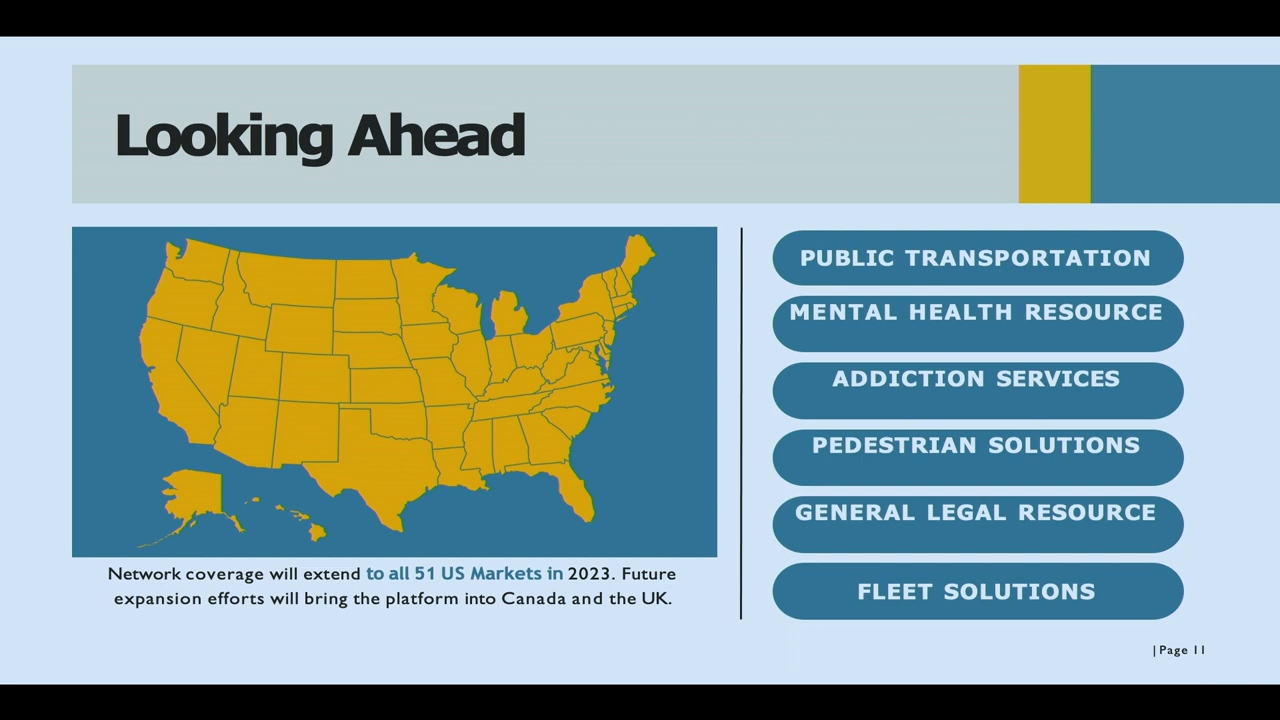 Looking Ahead
Network coverage will extend to all 51 US Markets in 2023. Future
expansion efforts will bring the platform into Canada and the UK.
PUBLIC TRANSPORTATION
MENTAL HEALTH RESOURCE
ADDICTION SERVICES
PEDESTRIAN SOLUTIONS
GENERAL LEGAL RESOURCE
FLEET SOLUTIONS
| Page 11